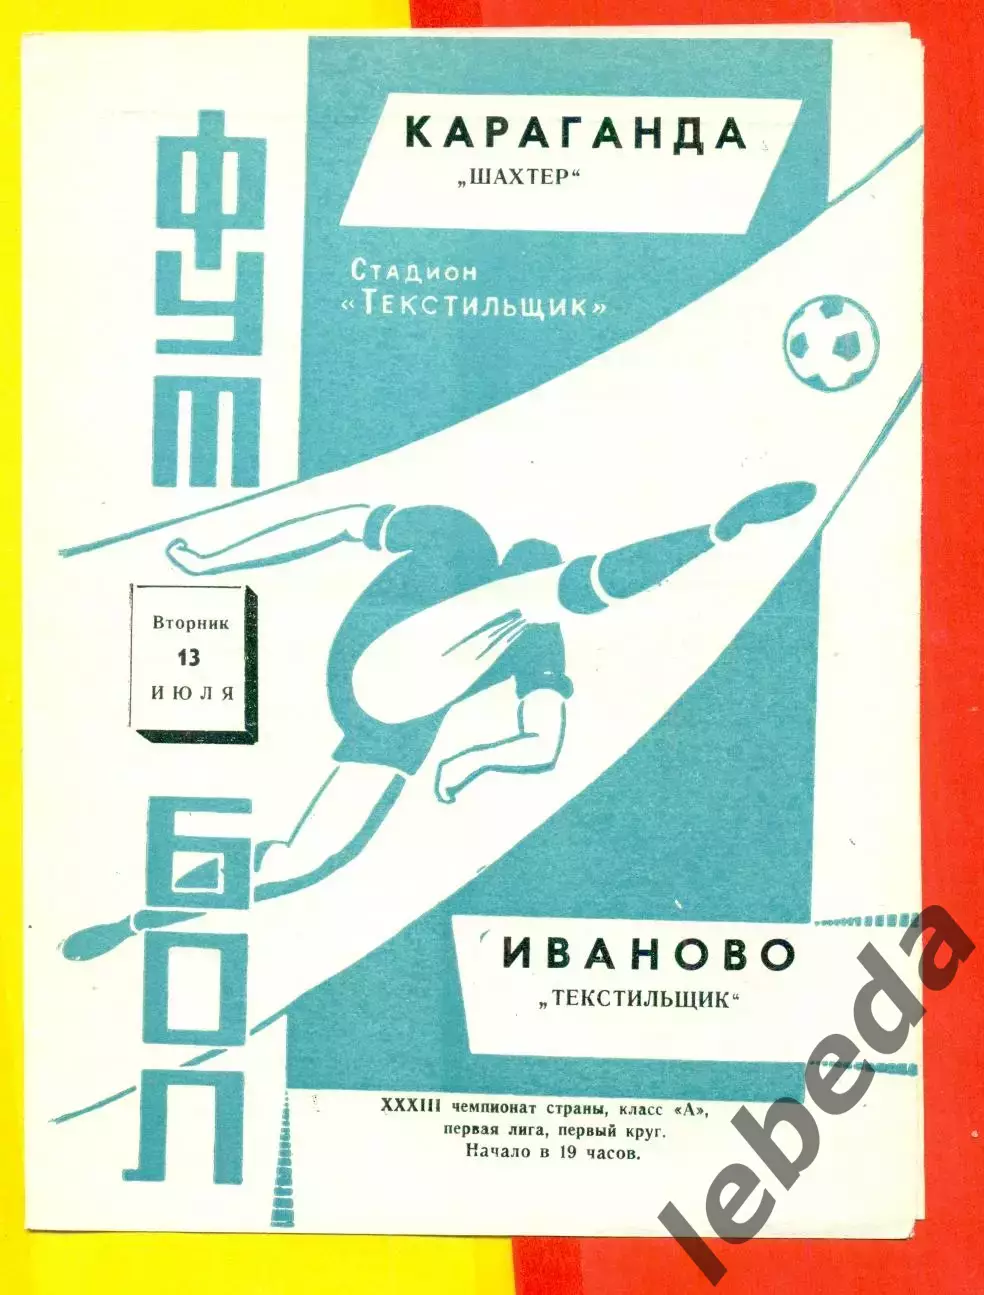 ФУТБОЛ
КАРАГАНДА
„ШАХТЕР“
СТАДИОН
«ТЕКСТИЛЬЩИК»
Вторник
13
ИЮЛЯ
ИВАНОВО
„ТЕКСТИЛЬЩИК“
XXXIII чемпионат страны, класс «А»,
первая лига, первый круг.
Начало в 19 часов.
lebeda